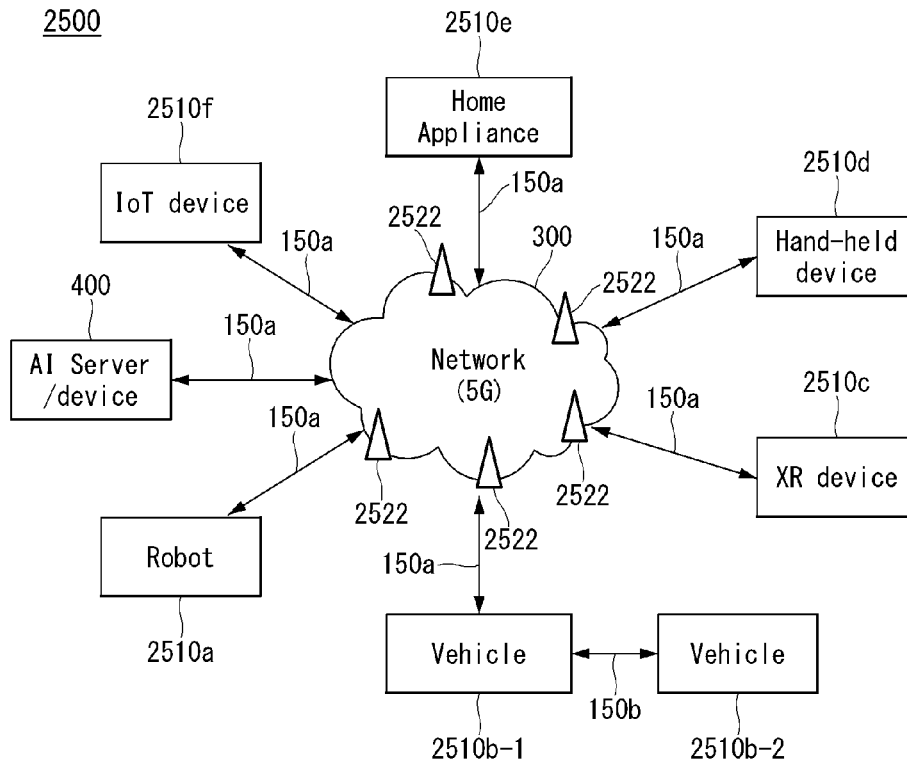 2500
2510e
Home
Appliance
2510f
IoT device
150a
2510d
Hand-held
device
2522
150a
300
150a
2522
400
AI Server
/device
150a
Network
(5G)
2510c
XR device
150a
150a
2522
2522
2522
Robot
2510a
150a
Vehicle
Vehicle
150b
2510b-1
2510b-2